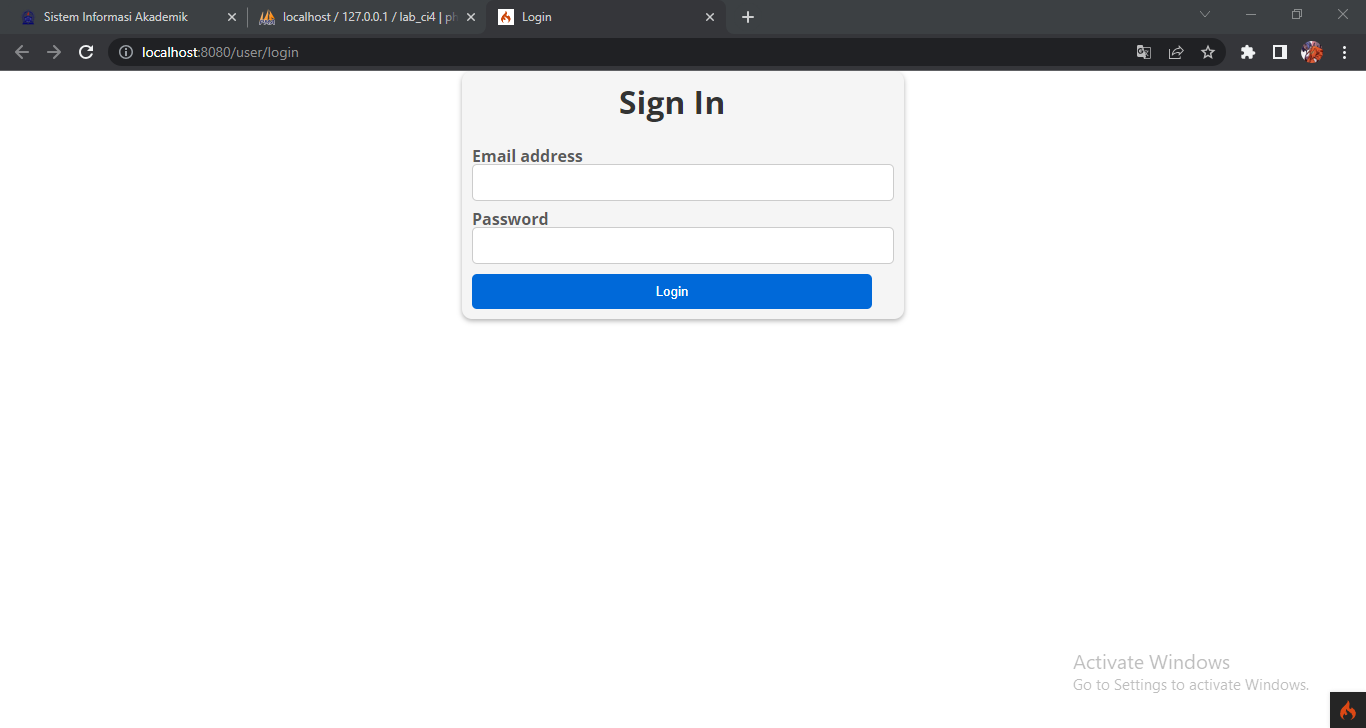 Sistem Informasi Akademik
localhost / 127.0.0.1 / lab_ci4 | ph
Login
localhost:8080/user/login
Sign In
Email address
Password
Login
Activate Windows
Go to Settings to activate Windows.